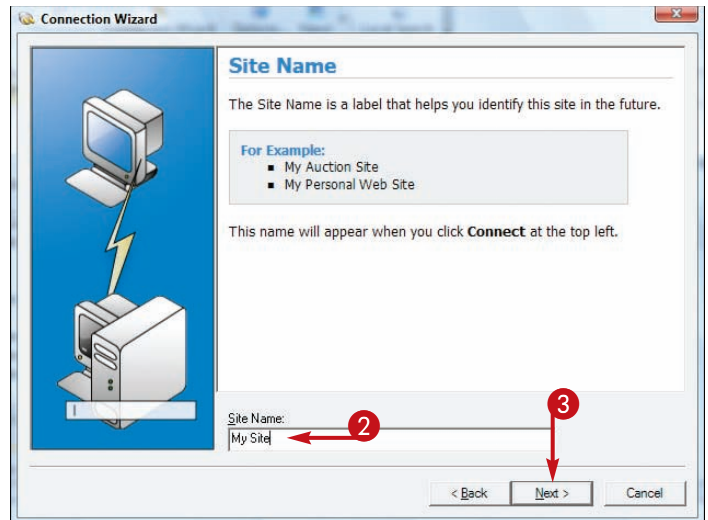 Connection Wizard
Site Name
The Site Name is a label that helps you identify this site in the future.
For Example:
▪ My Auction Site
▪ My Personal Web Site
This name will appear when you click Connect at the top left.
Site Name:
My Site
2
3
< Back
Next >
Cancel